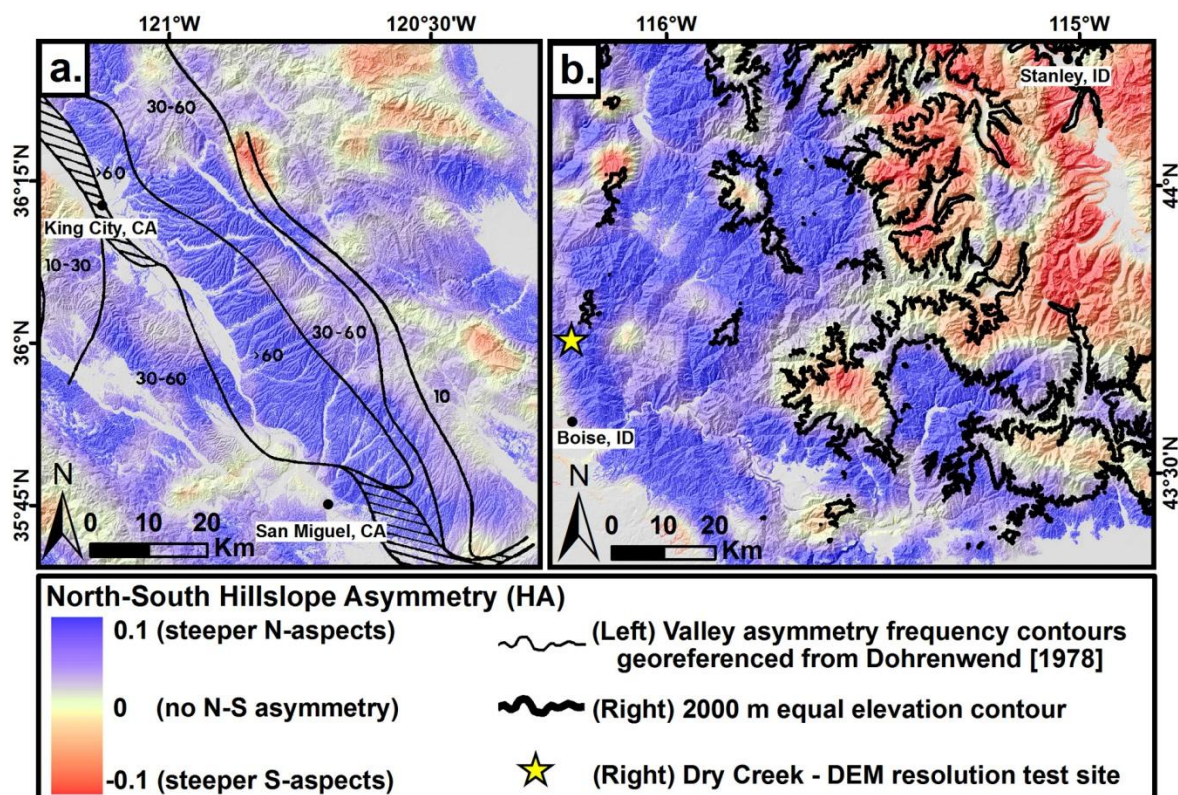 121°W
120°30'W
116°W
115°W
a.
b.
Stanley, ID
30-60
>60
36°15'N
44°N
King City, CA
10-30
36°N
30-60
>60
30-60
10
Boise, ID
43°30'N
N
N
35°45'N
San Miguel, CA
0 10 20
Km
0 10 20
Km
North-South Hillslope Asymmetry (HA)
0.1 (steeper N-aspects)
0 (no N-S asymmetry)
-0.1 (steeper S-aspects)
(Left) Valley asymmetry frequency contours
georeferenced from Dohrenwend [1978]
(Right) 2000 m equal elevation contour
(Right) Dry Creek - DEM resolution test site